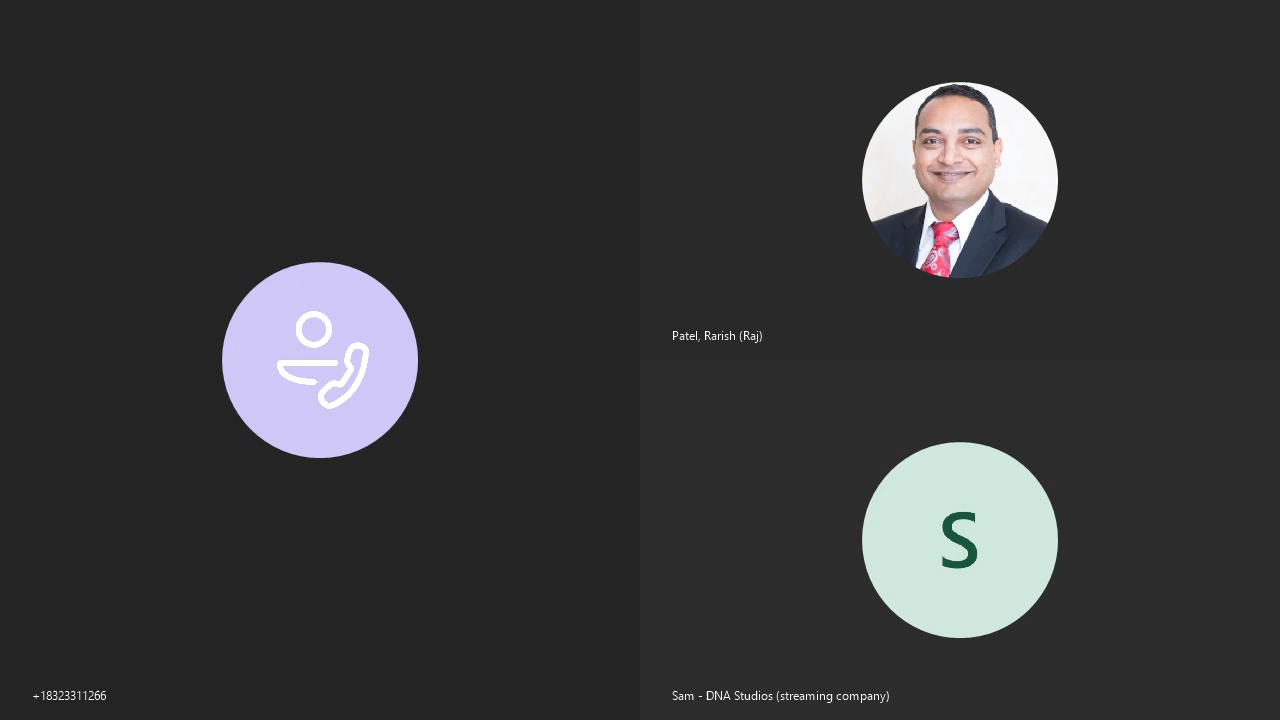 +18323311266
Patel, Rarish (Raj)
S
Sam - DNA Studios (streaming company)